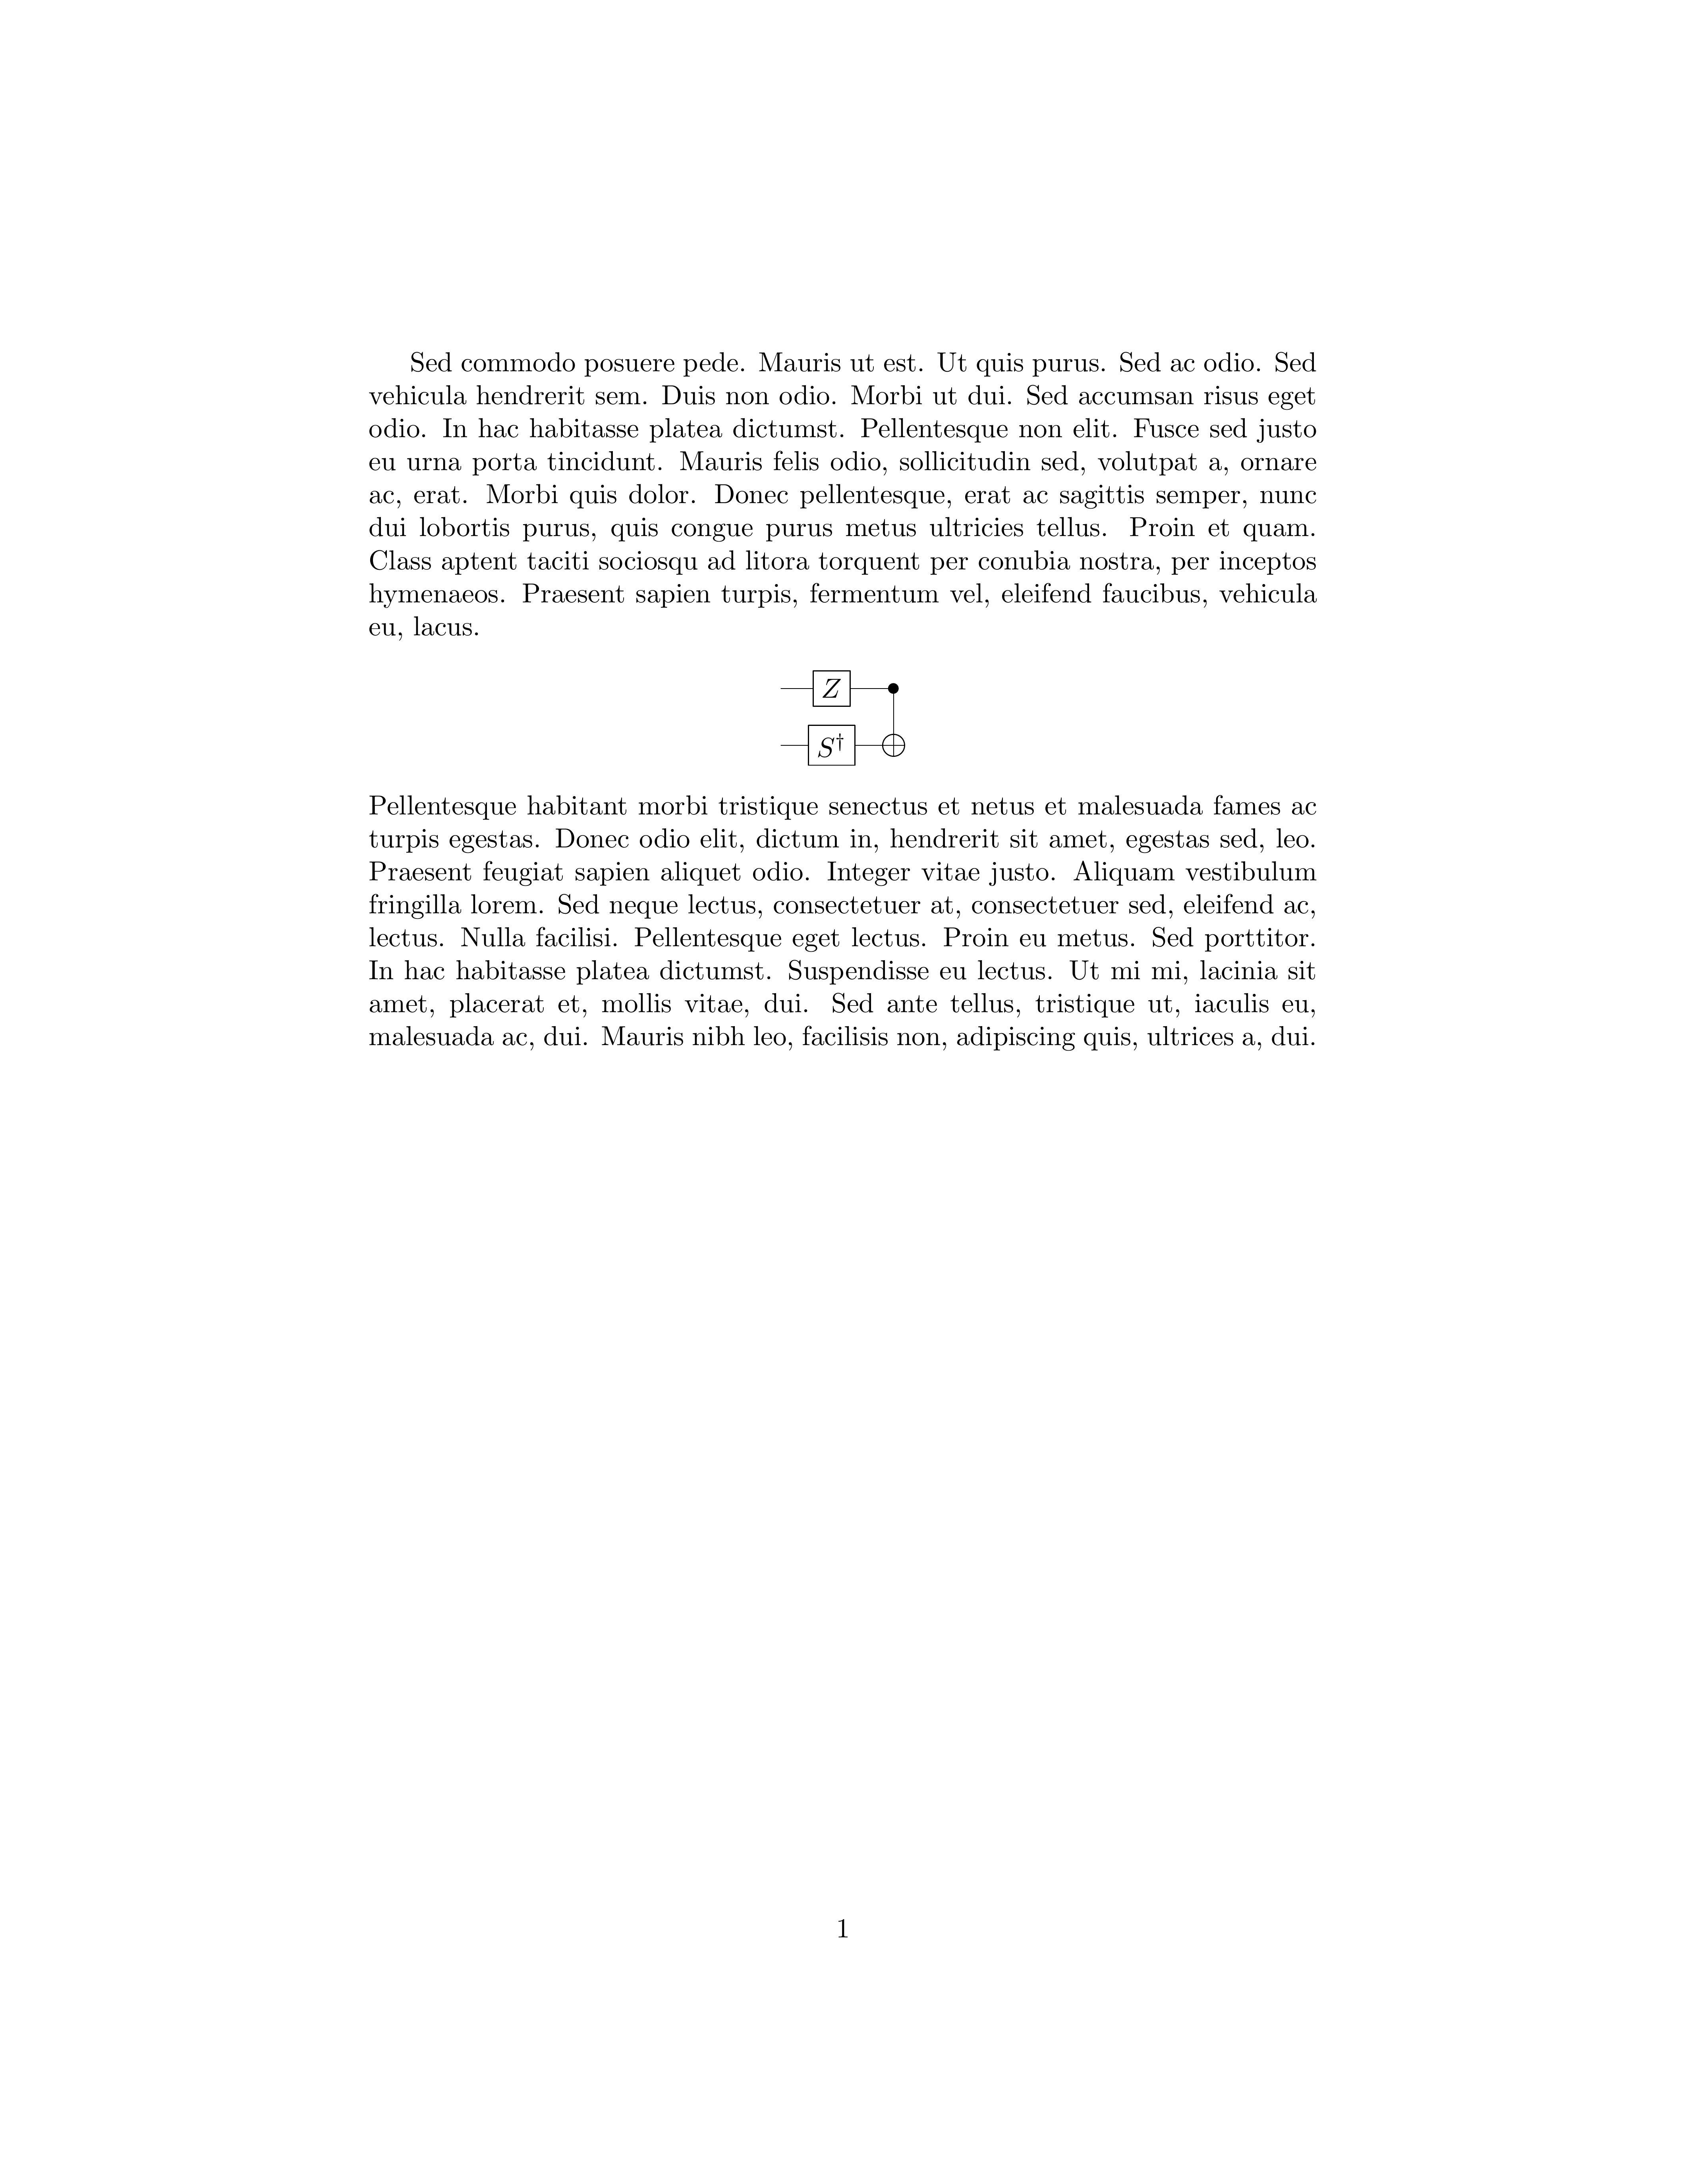 Sed commodo posuere pede. Mauris ut est. Ut quis purus. Sed ac odio. Sed
vehicula hendrerit sem. Duis non odio. Morbi ut dui. Sed accumsan risus eget
odio. In hac habitasse platea dictumst. Pellentesque non elit. Fusce sed justo
eu urna porta tincidunt. Mauris felis odio, sollicitudin sed, volutpat a, ornare
ac, erat. Morbi quis dolor. Donec pellentesque, erat ac sagittis semper, nunc
dui lobortis purus, quis congue purus metus ultricies tellus. Proin et quam.
Class aptent taciti sociosqu ad litora torquent per conubia nostra, per inceptos
hymenaeos. Praesent sapien turpis, fermentum vel, eleifend faucibus, vehicula
eu, lacus.
Z
S†
Pellentesque habitant morbi tristique senectus et netus et malesuada fames ac
turpis egestas. Donec odio elit, dictum in, hendrerit sit amet, egestas sed, leo.
Praesent feugiat sapien aliquet odio. Integer vitae justo. Aliquam vestibulum
fringilla lorem. Sed neque lectus, consectetuer at, consectetuer sed, eleifend ac,
lectus. Nulla facilisi. Pellentesque eget lectus. Proin eu metus. Sed porttitor.
In hac habitasse platea dictumst. Suspendisse eu lectus. Ut mi mi, lacinia sit
amet, placerat et, mollis vitae, dui. Sed ante tellus, tristique ut, iaculis eu,
malesuada ac, dui. Mauris nibh leo, facilisis non, adipiscing quis, ultrices a, dui.
1